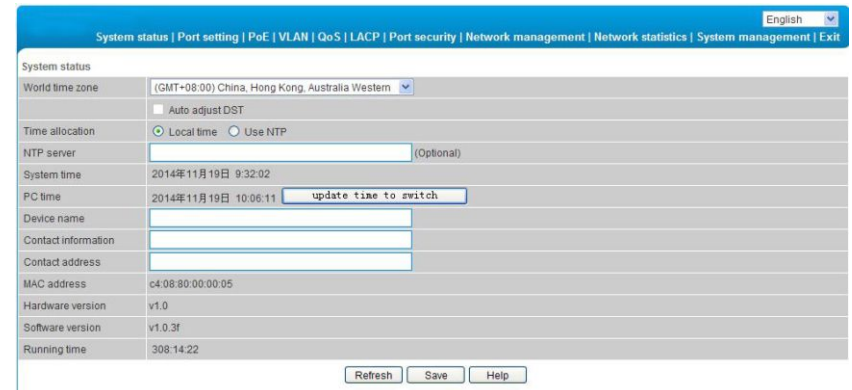 English
System status | Port setting | PoE | VLAN | QoS | LACP | Port security | Network management | Network statistics | System management | Exit
System status
World time zone (GMT+08:00) China, Hong Kong, Australia Western
Auto adjust DST
Time allocation Local time Use NTP
NTP server (Optional)
System time 2014年11月19日 9:32:02
PC time 2014年11月19日 10:06:11 update time to switch
Device name
Contact information
Contact address
MAC address c4:08:80:00:00:05
Hardware version v1.0
Software version v1.0.3f
Running time 308:14:22
Refresh Save Help